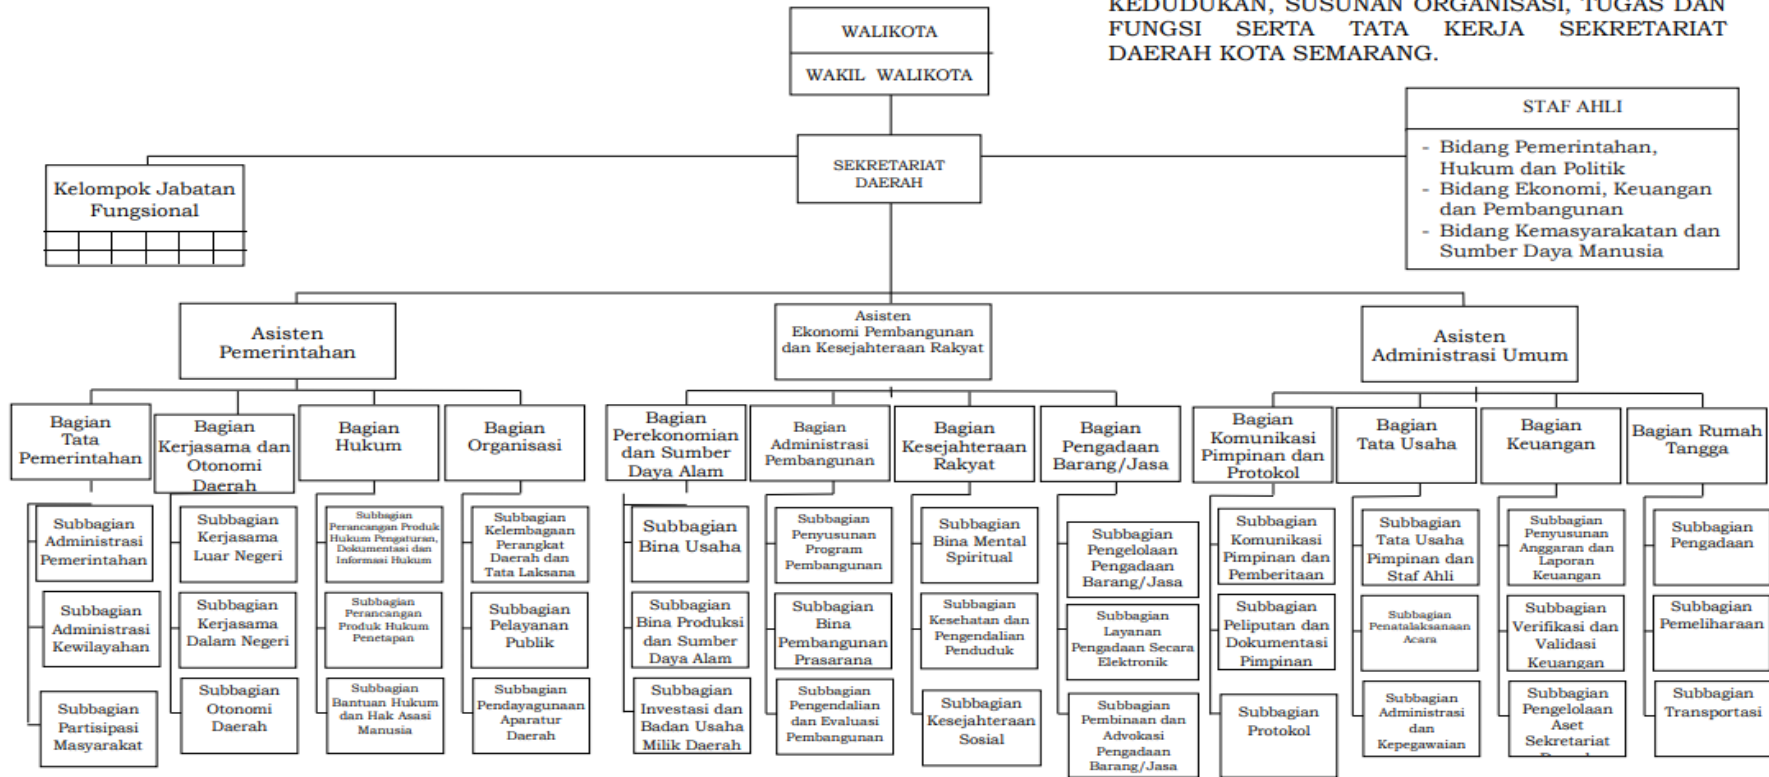 KEDUDUKAN, SUSUNAN ORGANISASI, TUGAS DAN
FUNGSI SERTA TATA KERJA SEKRETARIAT
DAERAH KOTA SEMARANG.
WALIKOTA
WAKIL WALIKOTA
STAF AHLI
- Bidang Pemerintahan,
Hukum dan Politik
- Bidang Ekonomi, Keuangan
dan Pembangunan
- Bidang Kemasyarakatan dan
Sumber Daya Manusia
SEKRETARIAT
DAERAH
Kelompok Jabatan
Fungsional
Asisten
Pemerintahan
Asisten
Ekonomi Pembangunan
dan Kesejahteraan Rakyat
Asisten
Administrasi Umum
Bagian
Tata
Pemerintahan
Bagian
Kerjasama dan
Otonomi
Daerah
Bagian
Hukum
Bagian
Organisasi
Bagian
Perekonomian
dan Sumber
Daya Alam
Bagian
Administrasi
Pembangunan
Bagian
Kesejahteraan
Rakyat
Bagian
Pengadaan
Barang/Jasa
Bagian
Komunikasi
Pimpinan dan
Protokol
Bagian
Tata Usaha
Bagian
Keuangan
Bagian Rumah
Tangga
Subbagian
Administrasi
Pemerintahan
Subbagian
Kerjasama
Luar Negeri
Subbagian
Perancangan Produk
Hukum Pengaturan,
Dokumentasi dan
Informasi Hukum
Subbagian
Kelembagaan
Perangkat
Daerah dan
Tata Laksana
Subbagian
Bina Usaha
Subbagian
Penyusunan
Program
Pembangunan
Subbagian
Bina Mental
Spiritual
Subbagian
Pengelolaan
Pengadaan
Barang/Jasa
Subbagian
Komunikasi
Pimpinan dan
Pemberitaan
Subbagian
Tata Usaha
Pimpinan dan
Staf Ahli
Subbagian
Penyusunan
Anggaran dan
Laporan
Keuangan
Subbagian
Pengadaan
Subbagian
Administrasi
Kewilayahan
Subbagian
Kerjasama
Dalam Negeri
Subbagian
Perancangan
Produk Hukum
Penetapan
Subbagian
Pelayanan
Publik
Subbagian
Bina Produksi
dan Sumber
Daya Alam
Subbagian
Bina
Pembangunan
Prasarana
Subbagian
Kesehatan dan
Pengendalian
Penduduk
Subbagian
Layanan
Pengadaan Secara
Elektronik
Subbagian
Peliputan dan
Dokumentasi
Pimpinan
Subbagian
Penatalaksanaan
Acara
Subbagian
Verifikasi dan
Validasi
Keuangan
Subbagian
Pemeliharaan
Subbagian
Partisipasi
Masyarakat
Subbagian
Otonomi
Daerah
Subbagian
Bantuan Hukum
dan Hak Asasi
Manusia
Subbagian
Pendayagunaan
Aparatur
Daerah
Subbagian
Investasi dan
Badan Usaha
Milik Daerah
Subbagian
Pengendalian
dan Evaluasi
Pembangunan
Subbagian
Kesejahteraan
Sosial
Subbagian
Pembinaan dan
Advokasi
Pengadaan
Barang/Jasa
Subbagian
Protokol
Subbagian
Administrasi
dan
Kepegawaian
Subbagian
Pengelolaan
Aset
Sekretariat
Subbagian
Transportasi